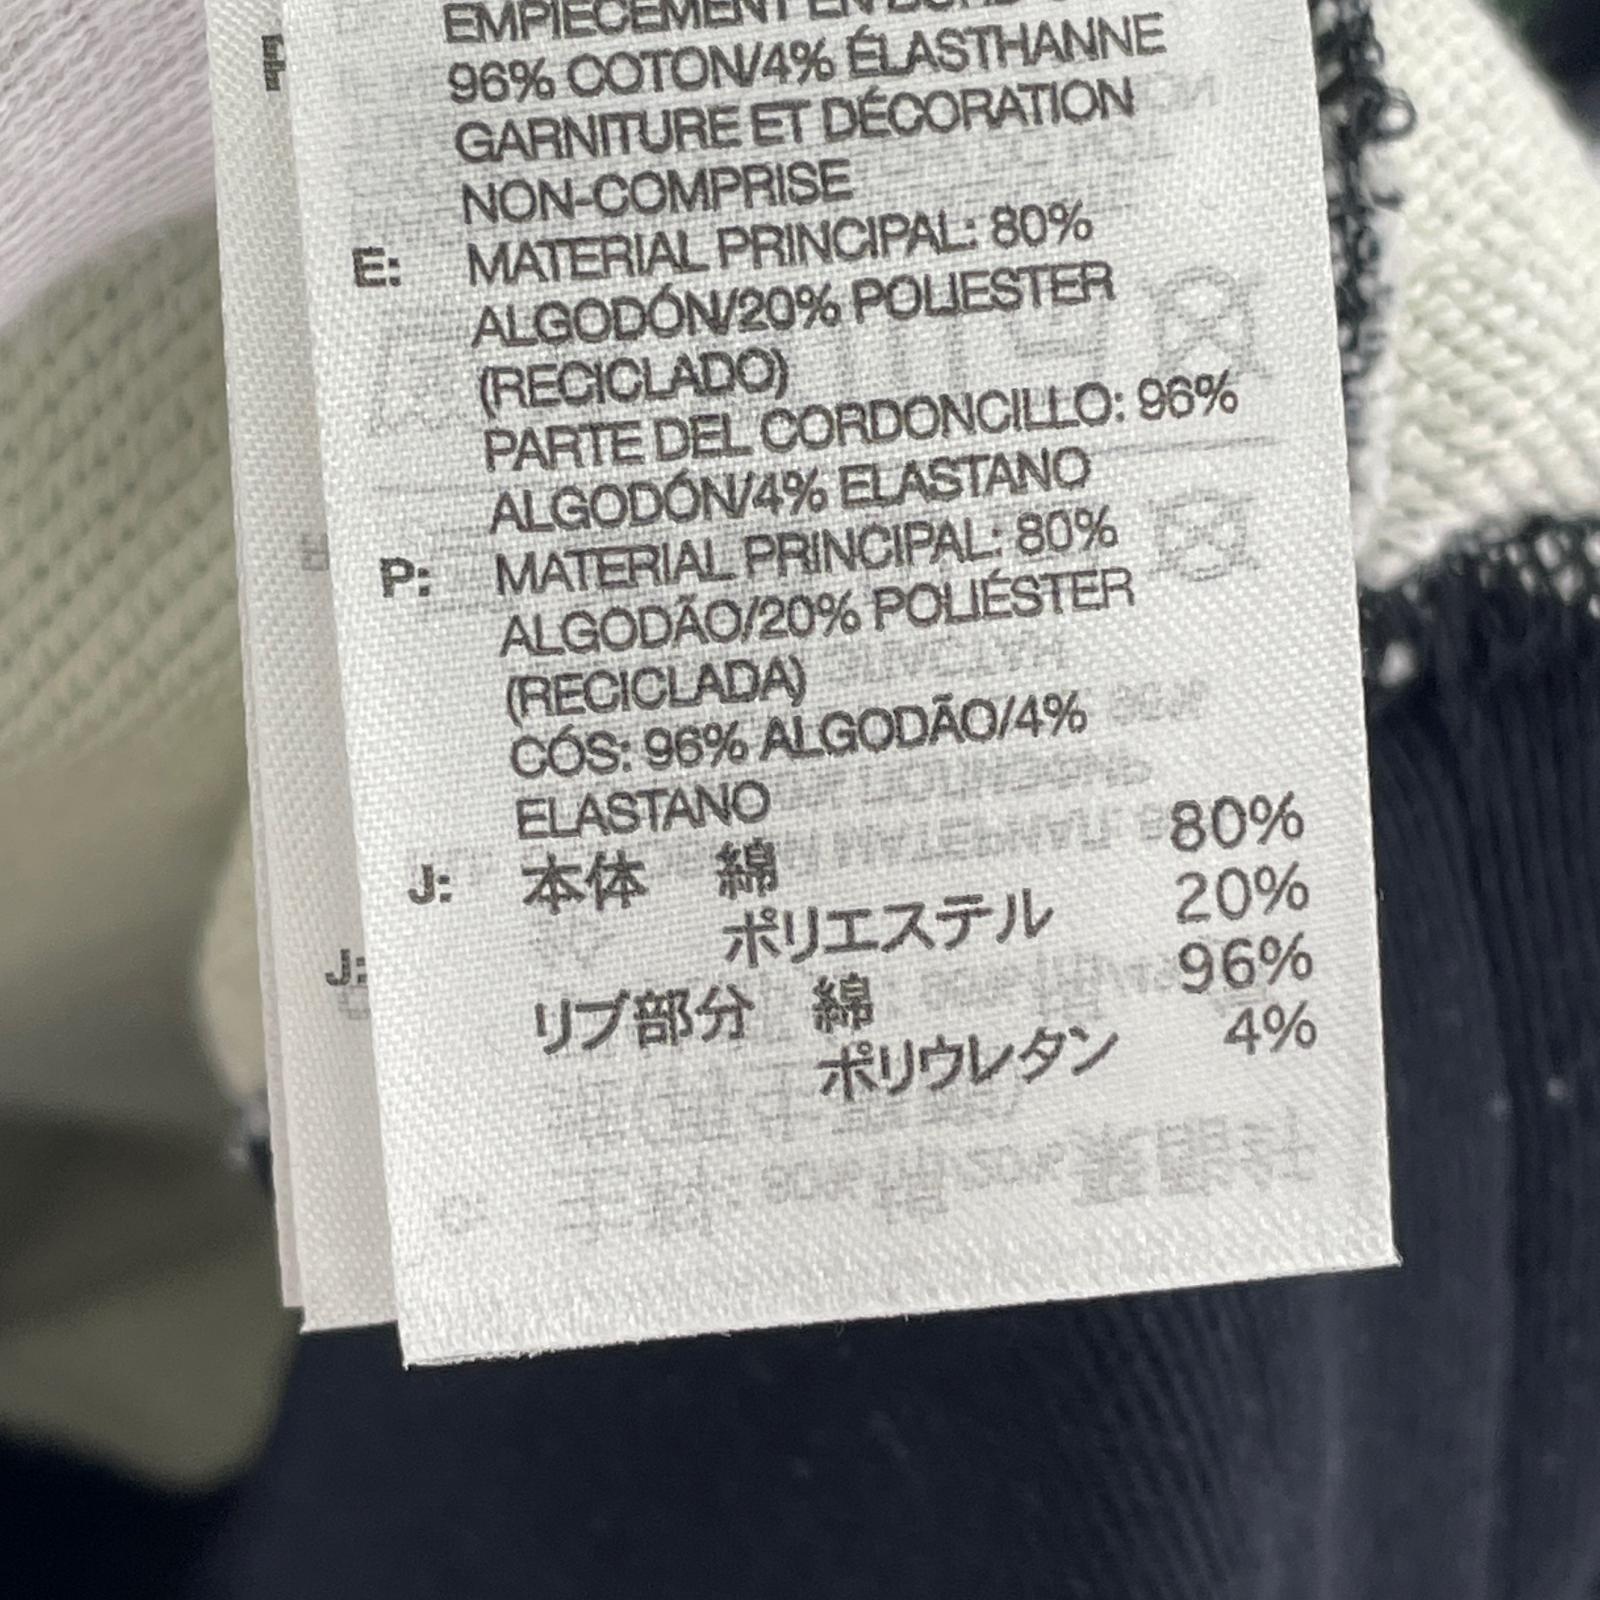 EMPIÈCEMENT EN
96% COTON/4% ÉLASTHANNE
GARNITURE ET DÉCORATION
NON-COMPRISE
E: MATERIAL PRINCIPAL: 80%
ALGODÓN/20% POLIESTER
(RECICLADO)
PARTE DEL CORDONCILLO: 96%
ALGODÓN/4% ELASTANO
P: MATERIAL PRINCIPAL: 80%
ALGODÃO/20% POLIÉSTER
(RECICLADA)
CÓS: 96% ALGODÃO/4%
ELASTANO
J: 本体 綿 80%
ポリエステル 20%
リブ部分 綿 96%
ポリウレタン 4%
J: